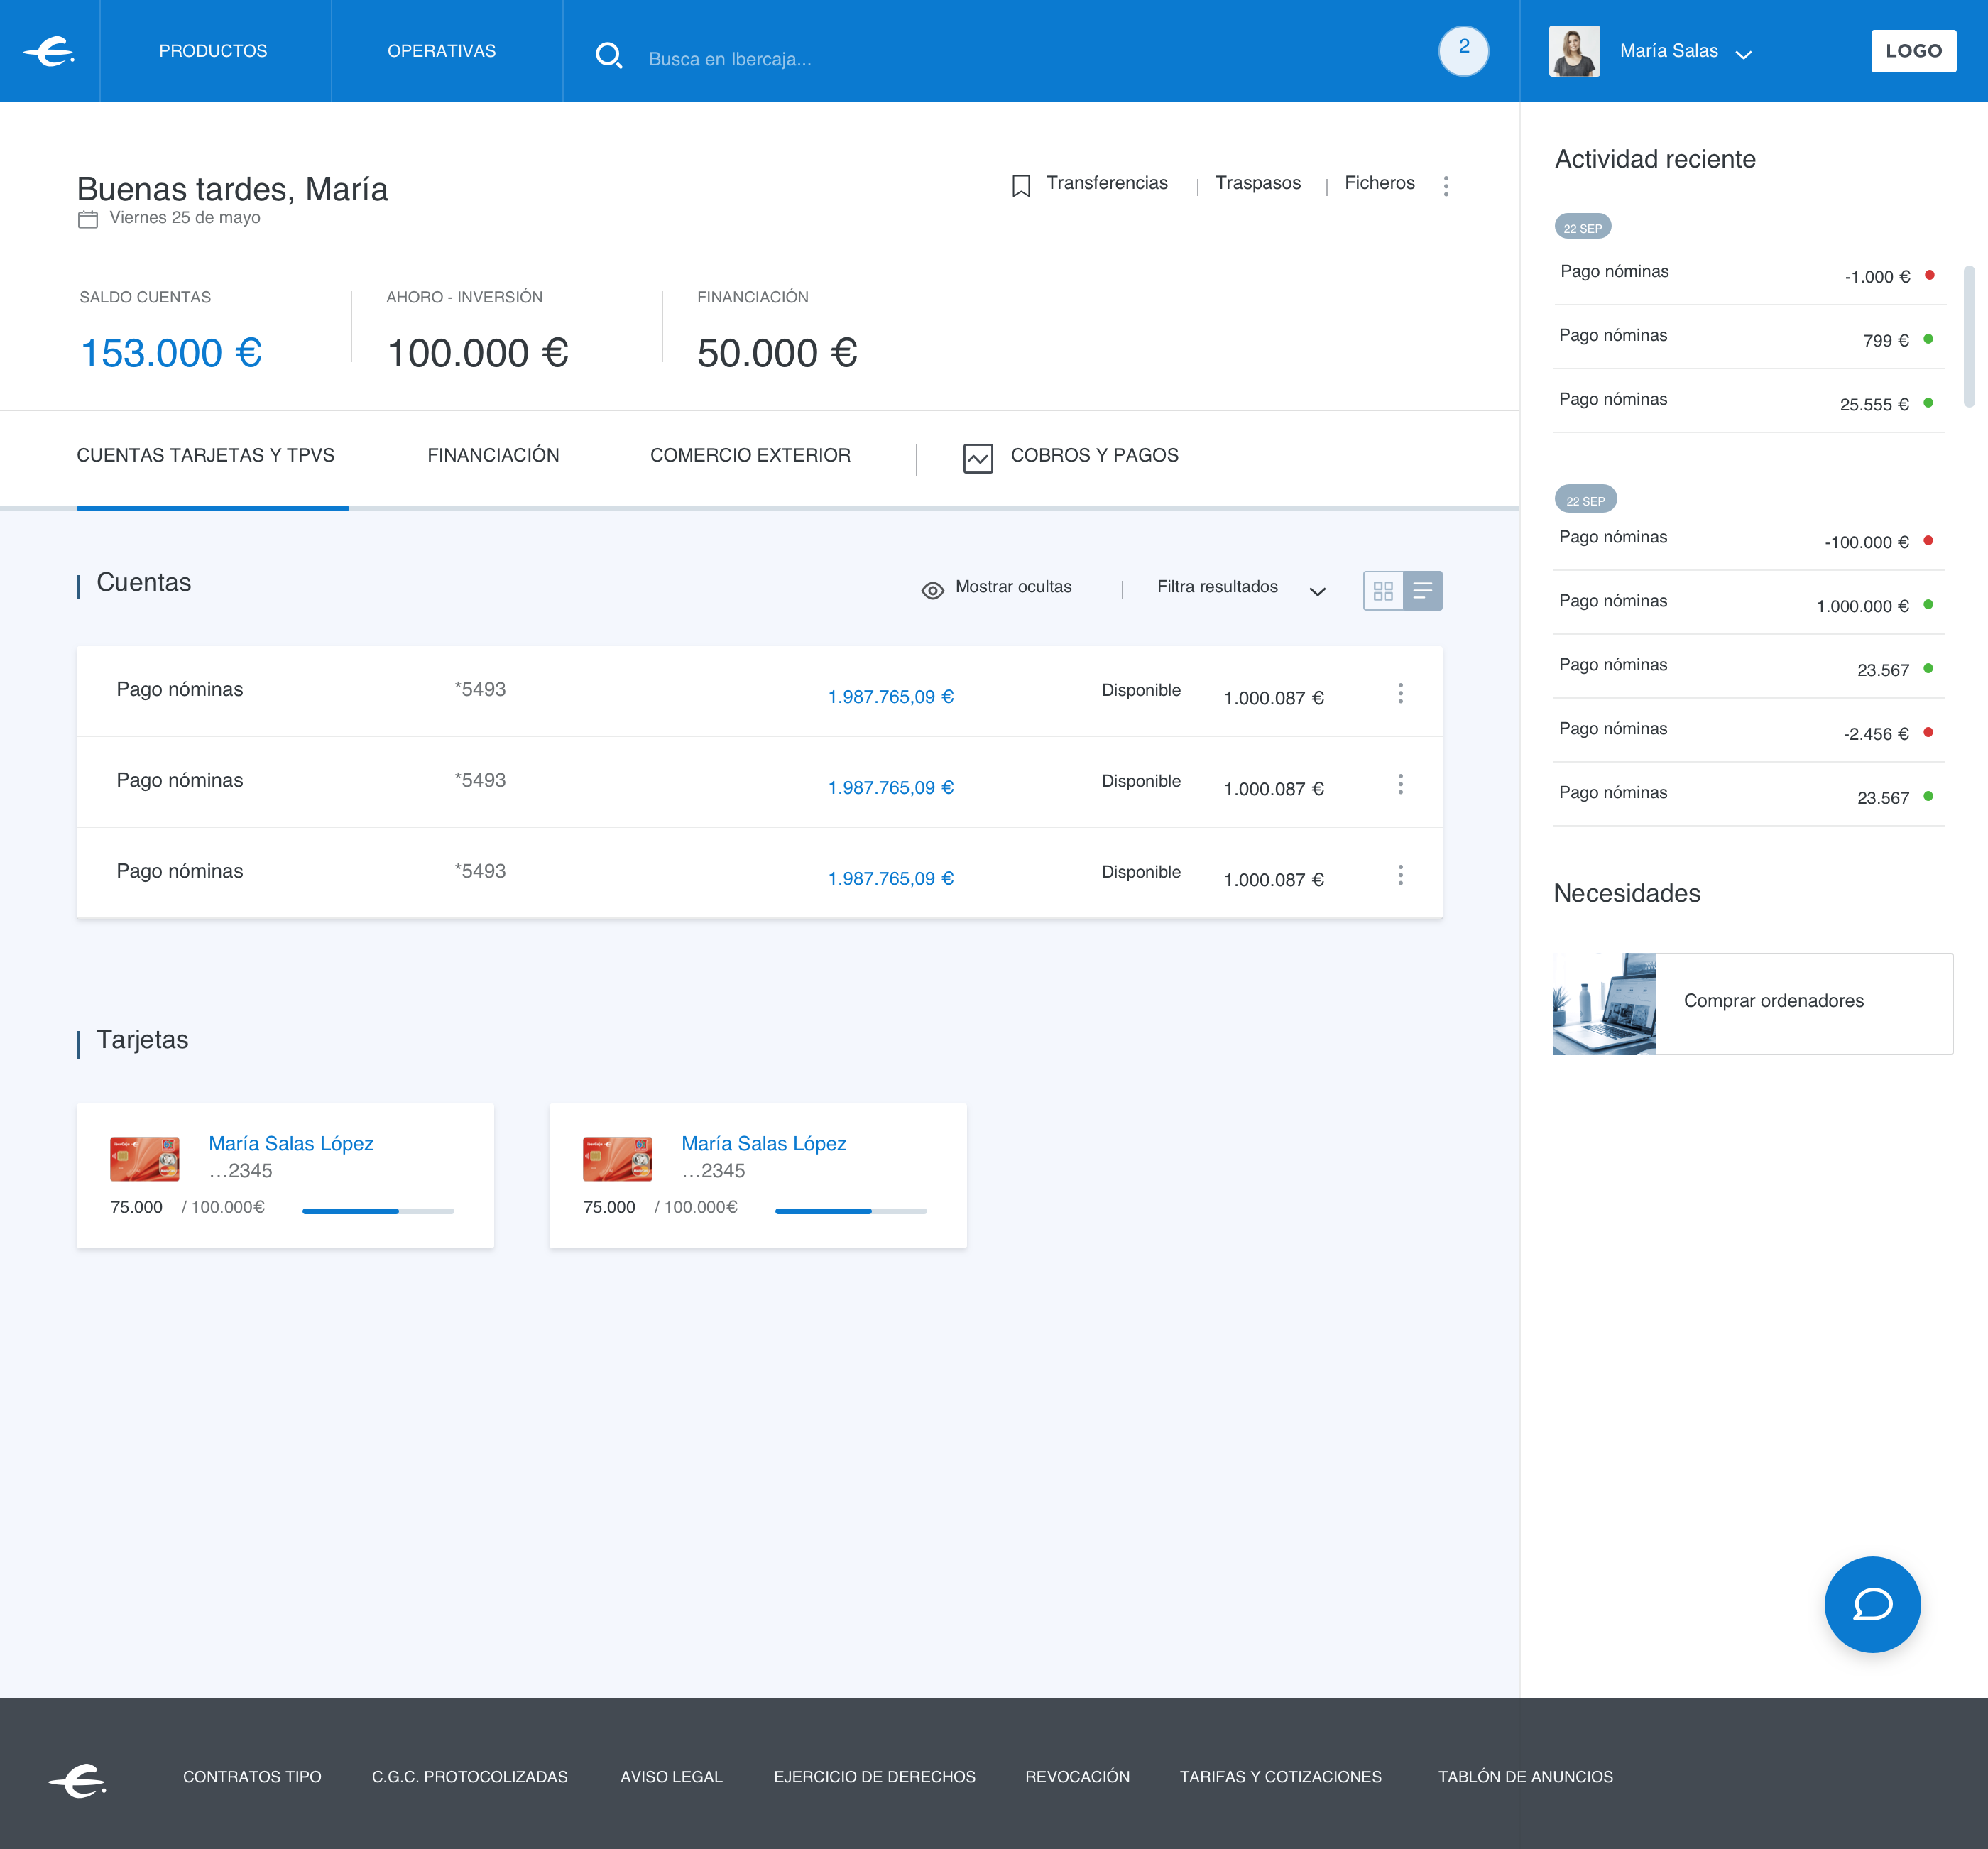 PRODUCTOS
OPERATIVAS
Busca en Ibercaja...
2
María Salas
LOGO
Buenas tardes, María
Viernes 25 de mayo
Transferencias | Traspasos | Ficheros
SALDO CUENTAS
153.000 €
AHORO - INVERSIÓN
100.000 €
FINANCIACIÓN
50.000 €
CUENTAS TARJETAS Y TPVS
FINANCIACIÓN
COMERCIO EXTERIOR
COBROS Y PAGOS
Cuentas
Mostrar ocultas
Filtra resultados
Pago nóminas *5493 1.987.765,09 € Disponible 1.000.087 €
Pago nóminas *5493 1.987.765,09 € Disponible 1.000.087 €
Pago nóminas *5493 1.987.765,09 € Disponible 1.000.087 €
Tarjetas
María Salas López
...2345
75.000 / 100.000€
María Salas López
...2345
75.000 / 100.000€
Actividad reciente
22 SEP
Pago nóminas -1.000 €
Pago nóminas 799 €
Pago nóminas 25.555 €
22 SEP
Pago nóminas -100.000 €
Pago nóminas 1.000.000 €
Pago nóminas 23.567
Pago nóminas -2.456 €
Pago nóminas 23.567
Necesidades
Comprar ordenadores
CONTRATOS TIPO
C.G.C. PROTOCOLIZADAS
AVISO LEGAL
EJERCICIO DE DERECHOS
REVOCACIÓN
TARIFAS Y COTIZACIONES
TABLÓN DE ANUNCIOS